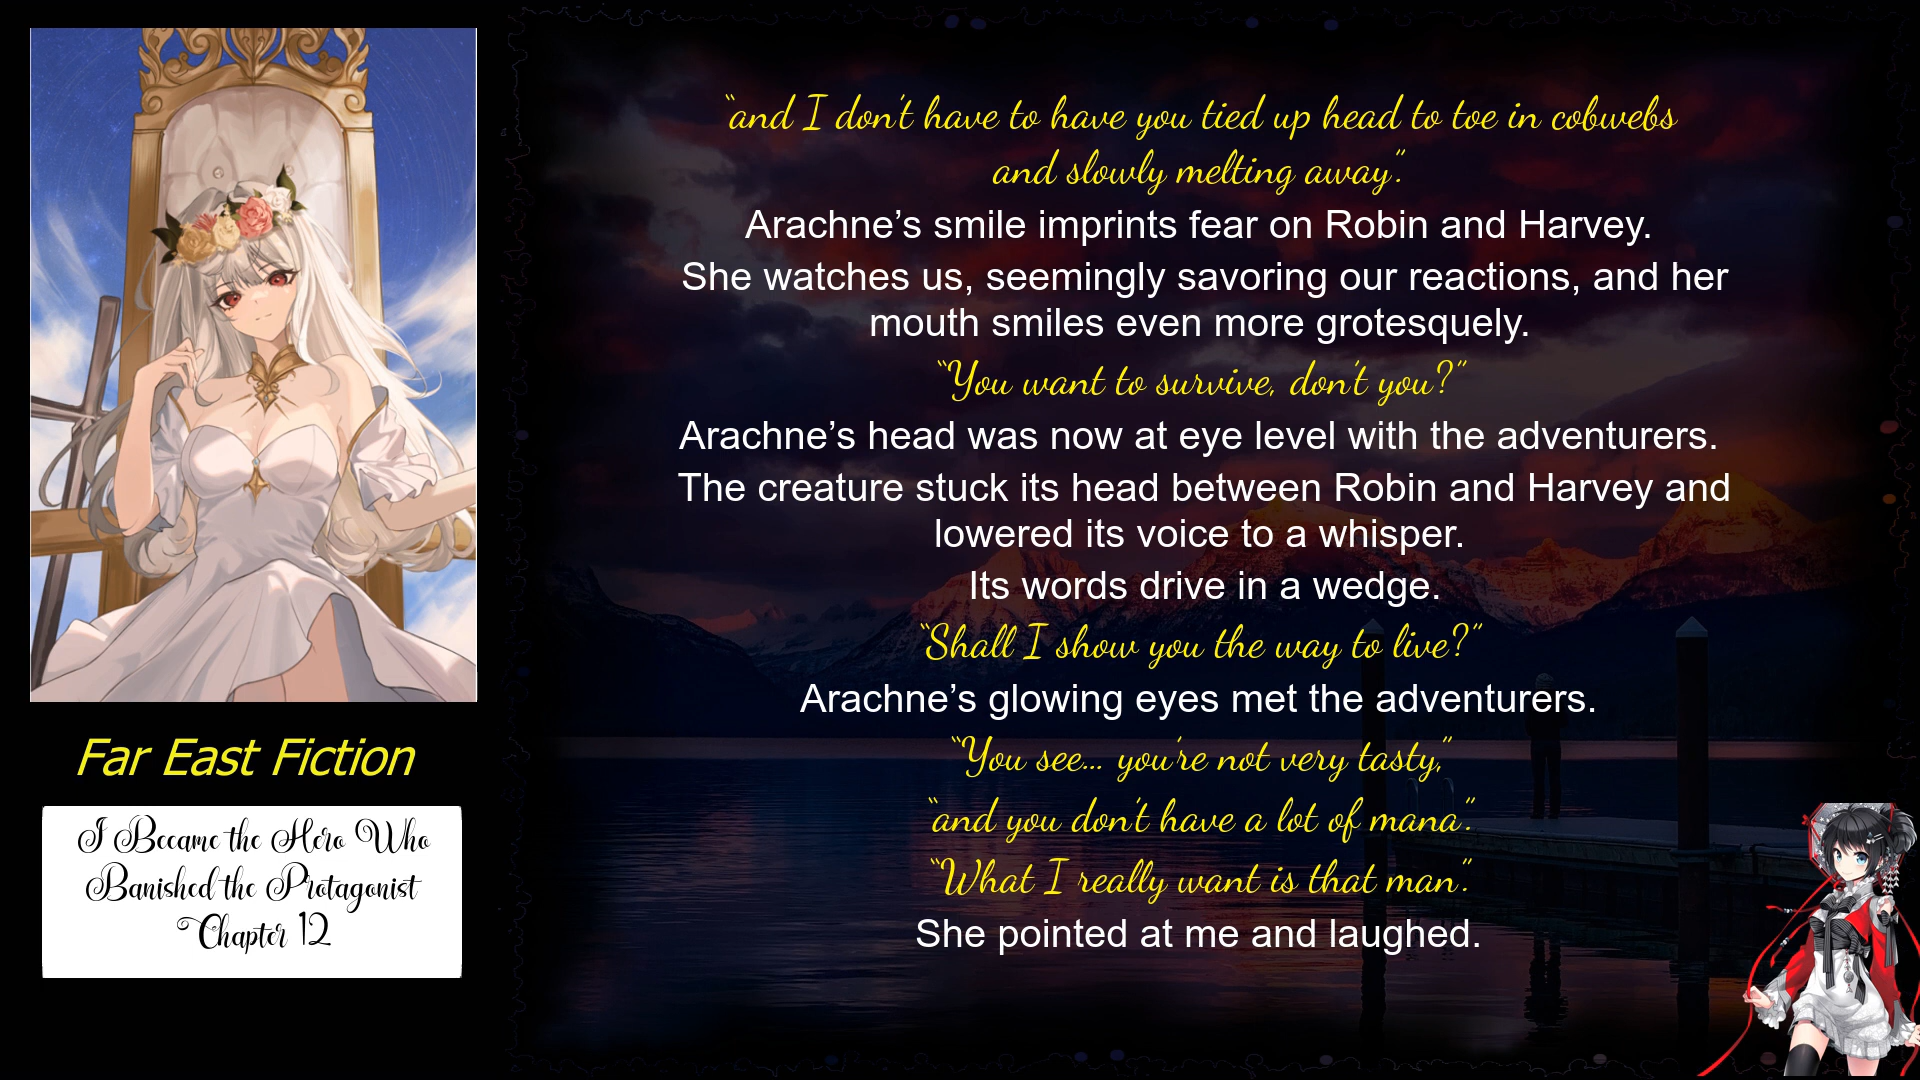 “and I don’t have to have you tied up head to toe in cobwebs
and slowly melting away”.
Arachne’s smile imprints fear on Robin and Harvey.
She watches us, seemingly savoring our reactions, and her
mouth smiles even more grotesquely.
“You want to survive, don’t you?”
Arachne’s head was now at eye level with the adventurers.
The creature stuck its head between Robin and Harvey and
lowered its voice to a whisper.
Its words drive in a wedge.
“Shall I show you the way to live?”
Arachne’s glowing eyes met the adventurers.
“You see... you’re not very tasty,”
“and you don’t have a lot of mana”.
“What I really want is that man”.
She pointed at me and laughed.
Far East Fiction
I Became the Hero Who
Banished the Protagonist
Chapter 12